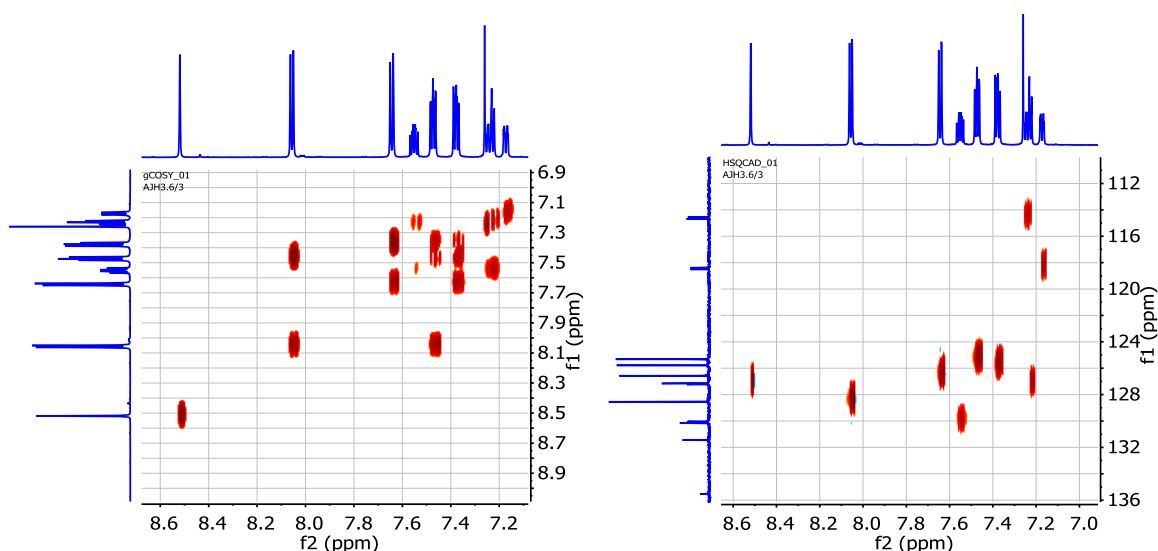 gCOSY_01
AJH3.6/3
6.9
7.1
7.3
7.5
7.7
7.9
8.1
8.3
8.5
8.7
8.9
f1 (ppm)
8.6 8.4 8.2 8.0 7.8 7.6 7.4 7.2
f2 (ppm)
HSQCAD_01
AJH3.6/3
112
116
120
124
128
132
136
f1 (ppm)
8.6 8.4 8.2 8.0 7.8 7.6 7.4 7.2 7.0
f2 (ppm)